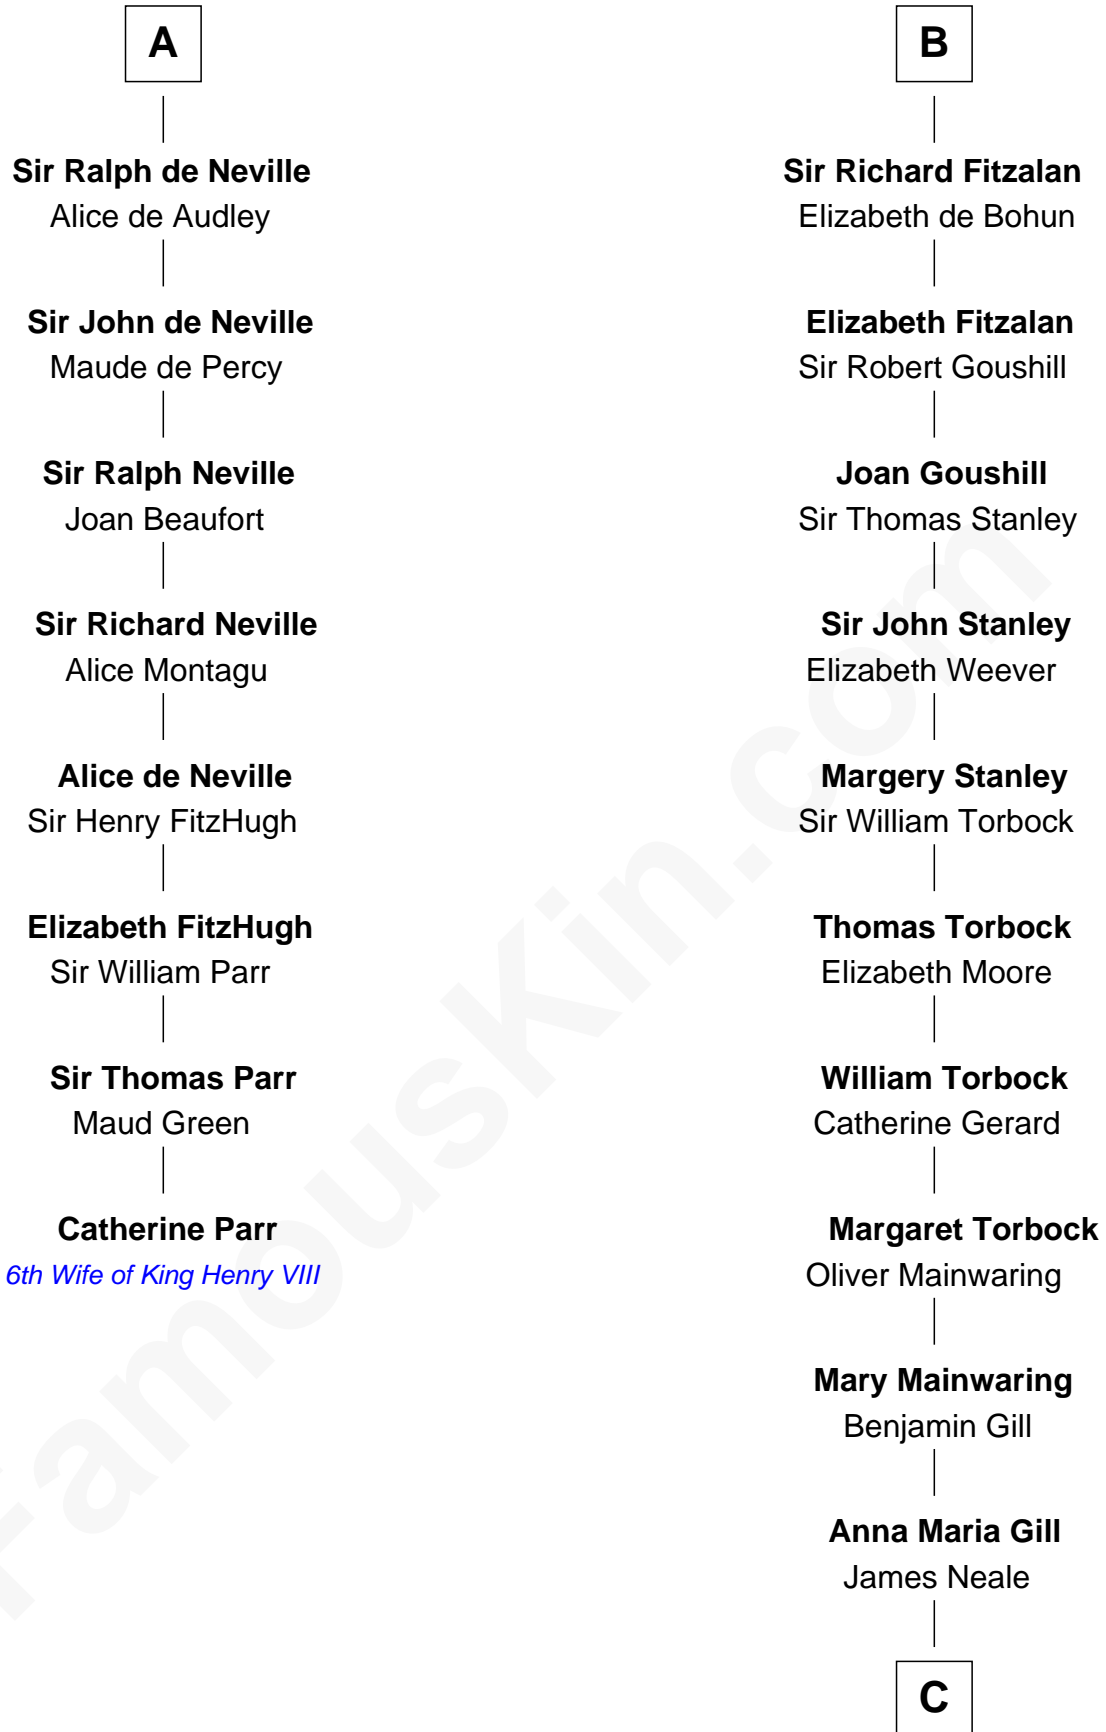 A
Sir Ralph de Neville
Alice de Audley
Sir John de Neville
Maude de Percy
Sir Ralph Neville
Joan Beaufort
Sir Richard Neville
Alice Montagu
Alice de Neville
Sir Henry FitzHugh
Elizabeth FitzHugh
Sir William Parr
Sir Thomas Parr
Maud Green
Catherine Parr
6th Wife of King Henry VIII
B
Sir Richard Fitzalan
Elizabeth de Bohun
Elizabeth Fitzalan
Sir Robert Goushill
Joan Goushill
Sir Thomas Stanley
Sir John Stanley
Elizabeth Weever
Margery Stanley
Sir William Torbock
Thomas Torbock
Elizabeth Moore
William Torbock
Catherine Gerard
Margaret Torbock
Oliver Mainwaring
Mary Mainwaring
Benjamin Gill
Anna Maria Gill
James Neale
C
FamousKin.com